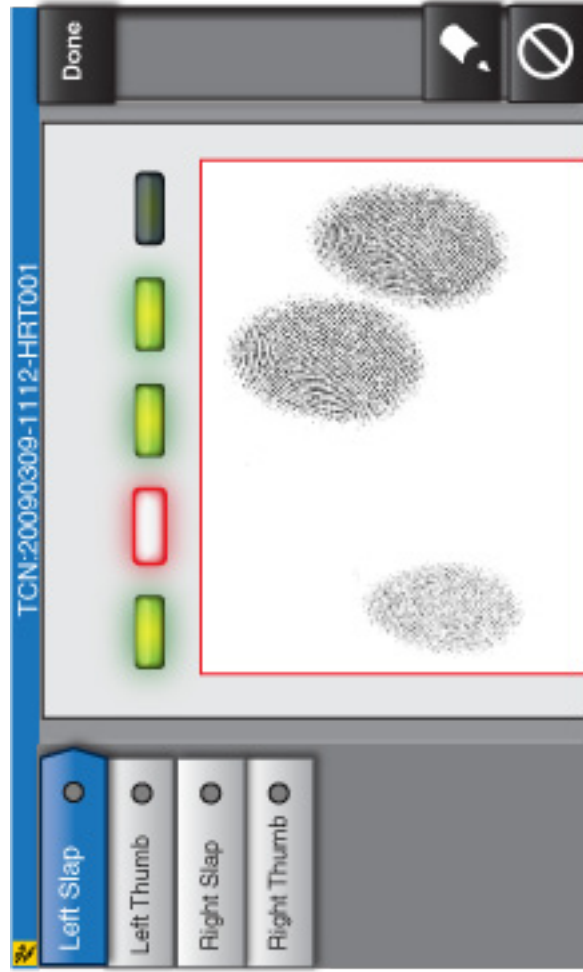 TCN:20090309-1112-HRT001
Left Slap
Left Thumb
Right Slap
Right Thumb
Done